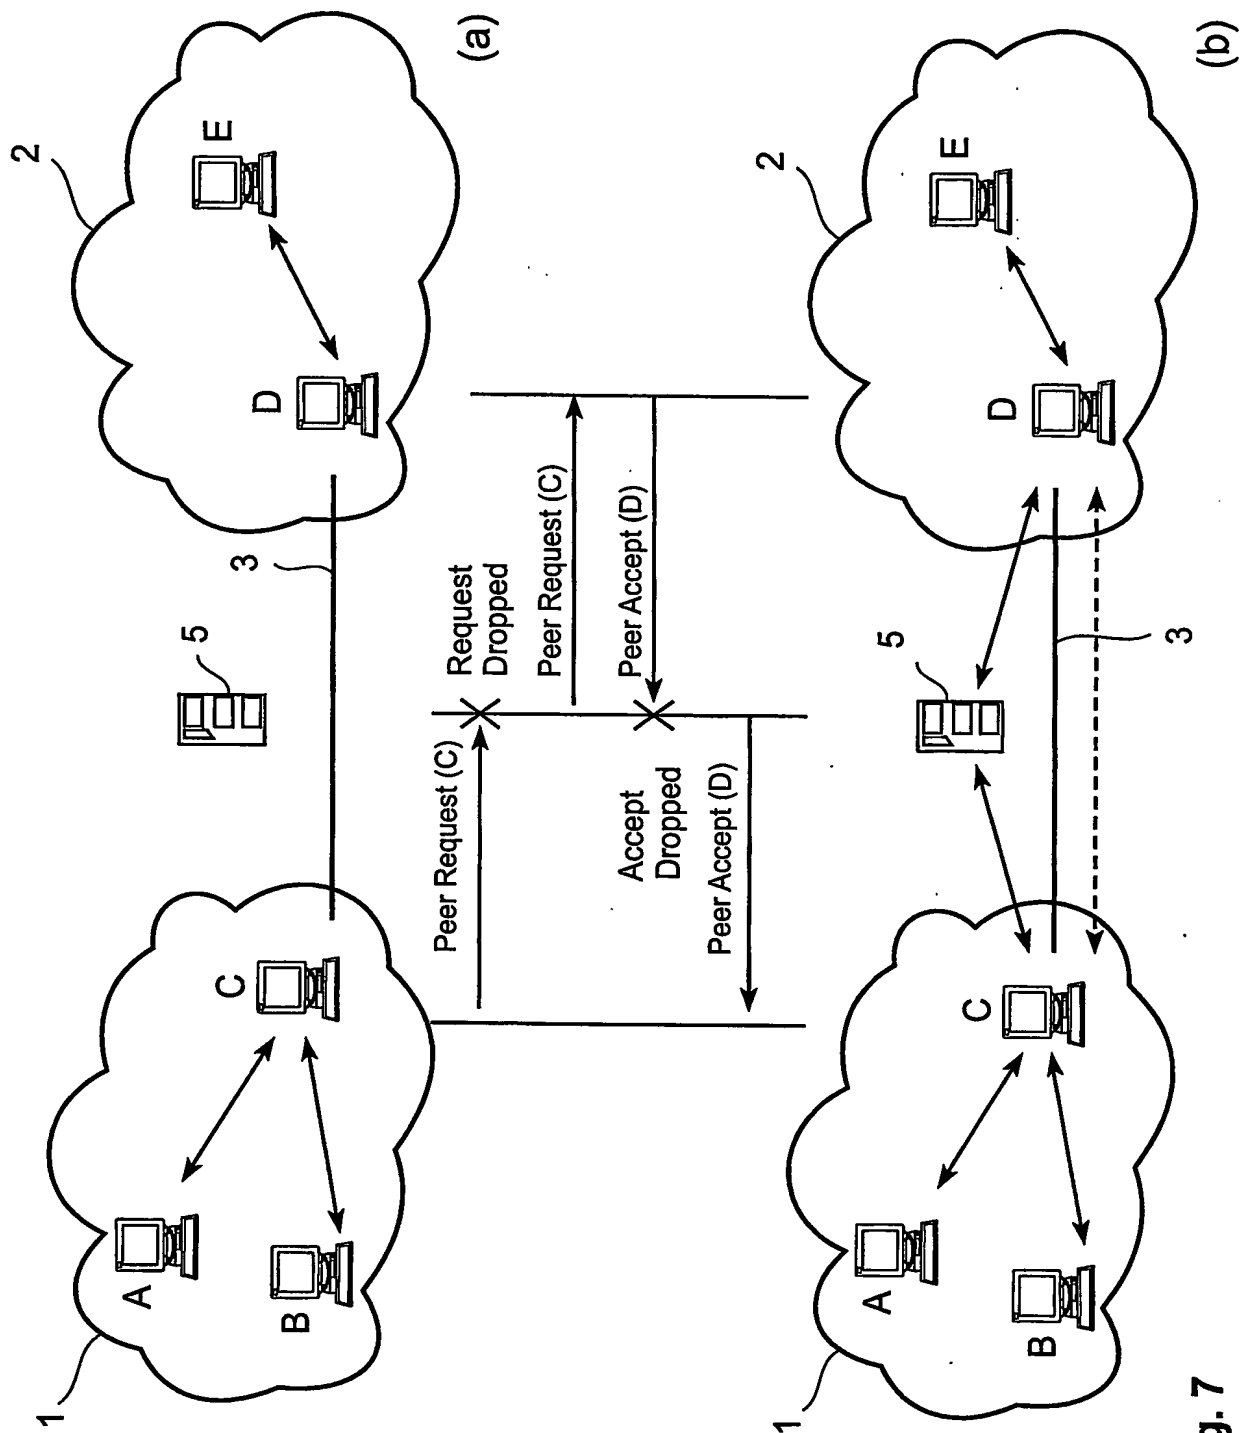 1
2
A
B
C
D
E
5
3
(a)
Peer Request (C)
Request
Dropped
Peer Request (C)
Peer Accept (D)
Accept
Dropped
Peer Accept (D)
1
2
A
B
C
D
E
5
3
(b)
g. 7